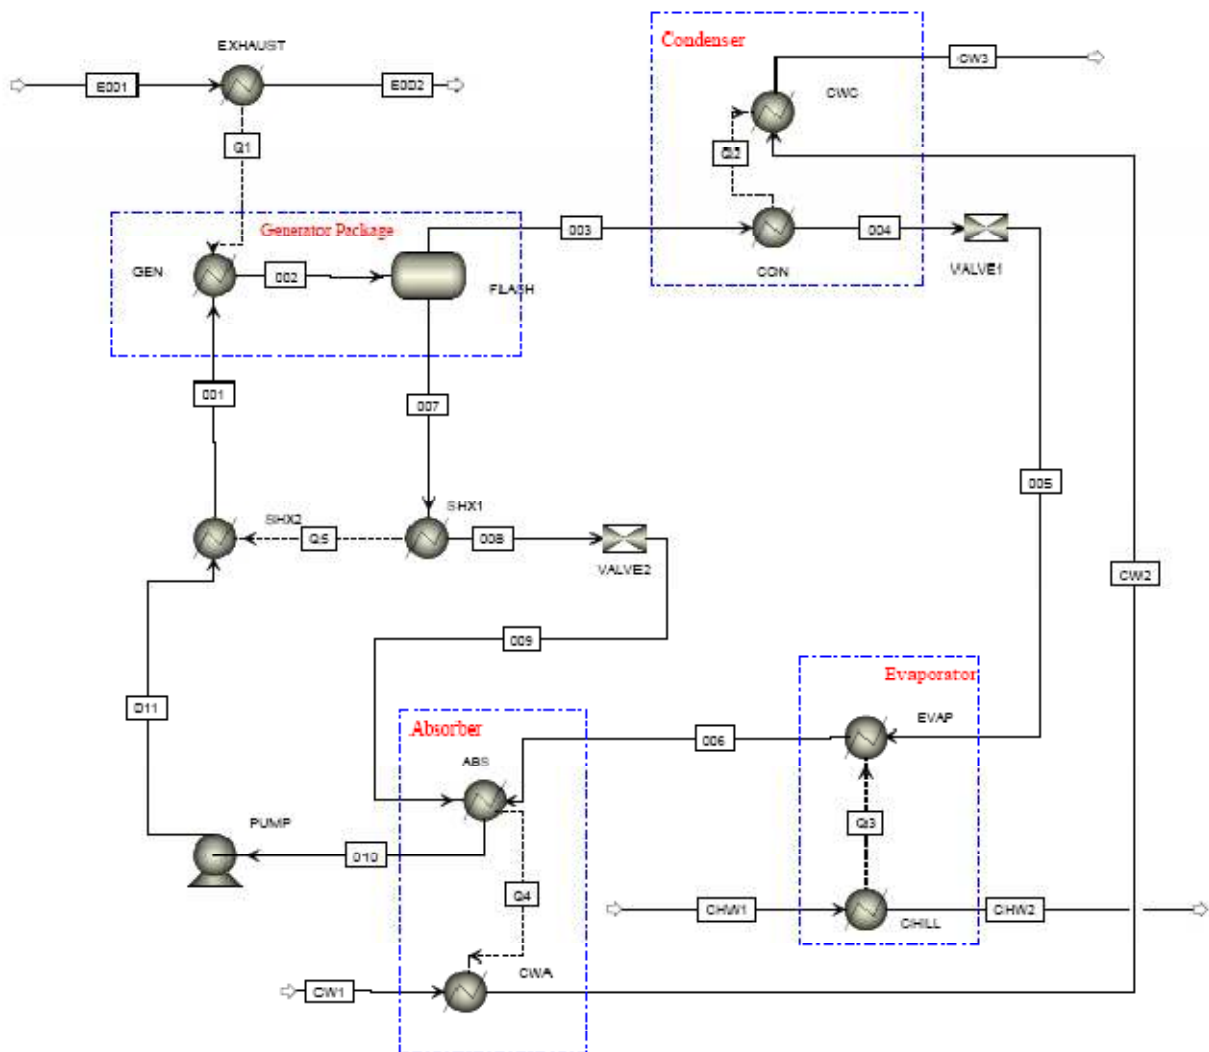 EXHAUST
E001
E002
Q1
Condenser
CW3
CWC
Q2
Generator Package
003
004
GEN
002
FLASH
CON
VALVE1
001
007
005
SHX2
Q5
SHX1
008
VALVE2
CW2
009
Evaporator
011
Absorber
006
EVAP
ABS
PUMP
010
Q3
Q4
CHW1
CHW2
CHILL
CW1
CWA